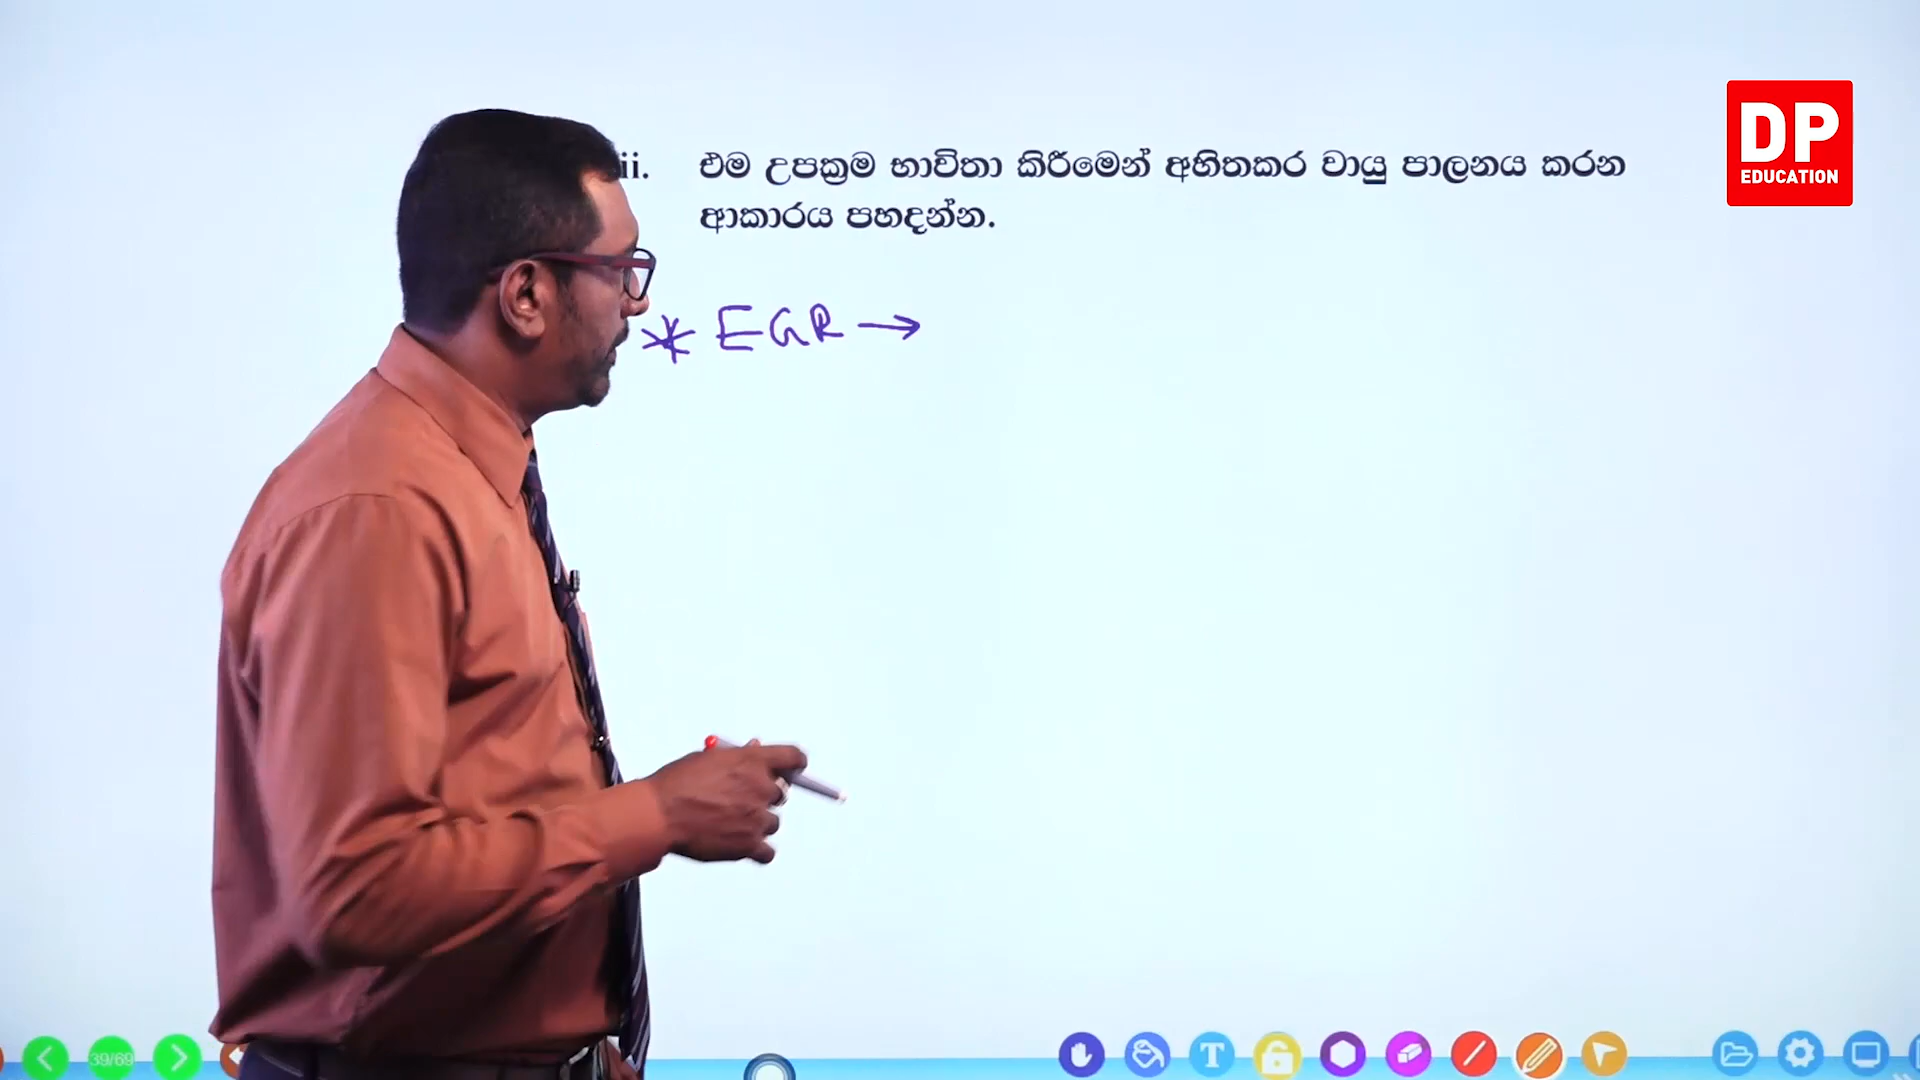 DP
EDUCATION
ii. එම උපක්‍රම භාවිතා කිරීමෙන් අහිතකර වායු පාලනය කරන
ආකාරය පහදන්න.
* EGR →
39/69
T